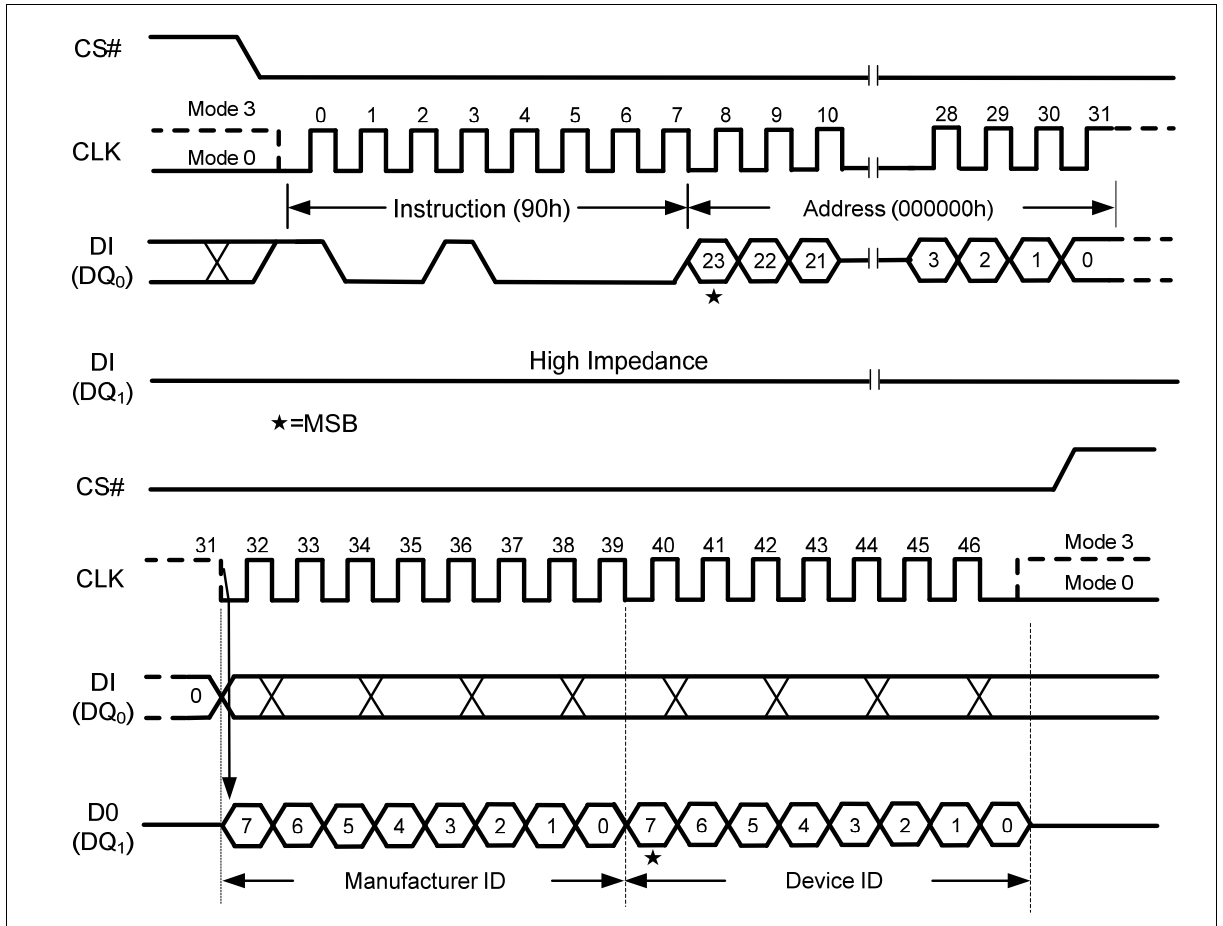 CS#
Mode 3
0 1 2 3 4 5 6 7 8 9 10 28 29 30 31
CLK
Mode 0
Instruction (90h)
Address (000000h)
DI
(DQ0)
23 22 21 3 2 1 0
★
High Impedance
DI
(DQ1)
★=MSB
CS#
31 32 33 34 35 36 37 38 39 40 41 42 43 44 45 46
Mode 3
CLK
Mode 0
DI
(DQ0)
0
D0
(DQ1)
7 6 5 4 3 2 1 0 7 6 5 4 3 2 1 0
★
Manufacturer ID
Device ID